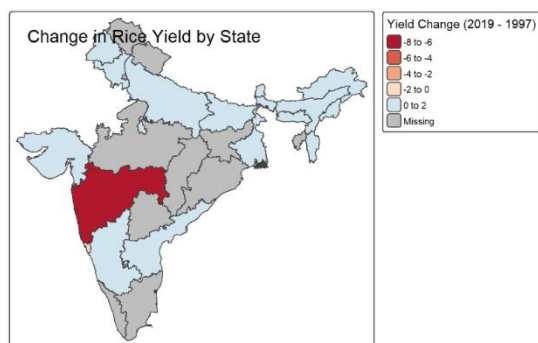 Change in Rice Yield by State
Yield Change (2019 - 1997)
-8 to -6
-6 to -4
-4 to -2
-2 to 0
0 to 2
Missing